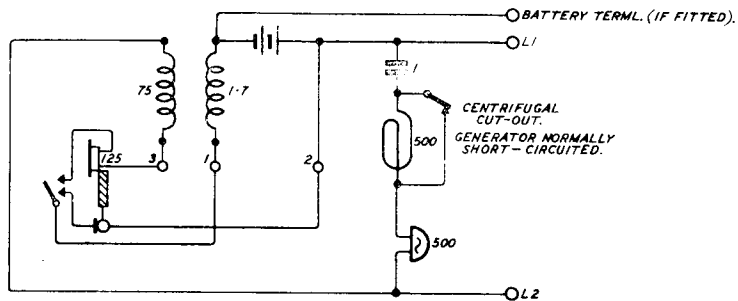 BATTERY TERML. (IF FITTED).
L1
1
75
1·7
CENTRIFUGAL
CUT-OUT.
GENERATOR NORMALLY
SHORT-CIRCUITED.
500
125
3
1
2
500
L2